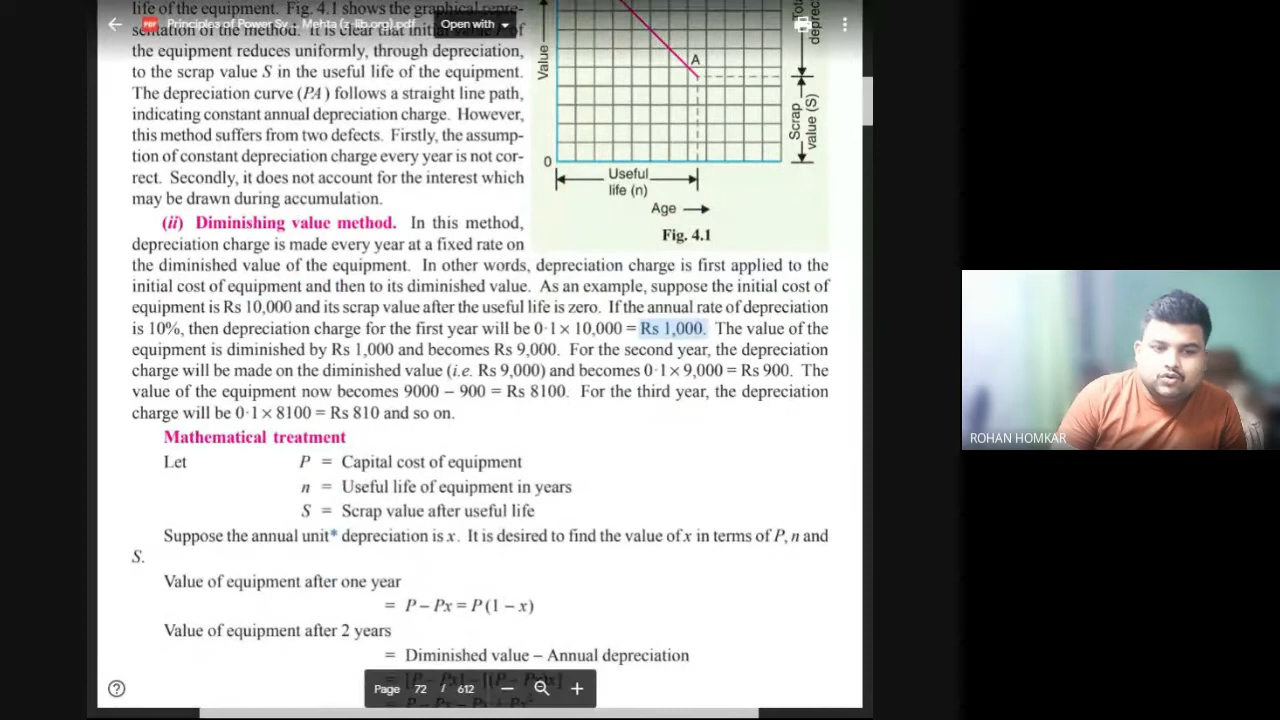 life of the equipment. Fig. 4.1 shows the graphical repre-
Principles of Power Sy... Mehta (z-lib.org).pdf
Open with
sentation of the method. It is clear that initial value P of
the equipment reduces uniformly, through depreciation,
to the scrap value S in the useful life of the equipment.
The depreciation curve (PA) follows a straight line path,
indicating constant annual depreciation charge. However,
this method suffers from two defects. Firstly, the assump-
tion of constant depreciation charge every year is not cor-
rect. Secondly, it does not account for the interest which
may be drawn during accumulation.
Value
A
Scrap
value (S)
0
Useful
life (n)
Age
Fig. 4.1
(ii) Diminishing value method. In this method,
depreciation charge is made every year at a fixed rate on
the diminished value of the equipment. In other words, depreciation charge is first applied to the
initial cost of equipment and then to its diminished value. As an example, suppose the initial cost of
equipment is Rs 10,000 and its scrap value after the useful life is zero. If the annual rate of depreciation
is 10%, then depreciation charge for the first year will be 0·1 × 10,000 = Rs 1,000. The value of the
equipment is diminished by Rs 1,000 and becomes Rs 9,000. For the second year, the depreciation
charge will be made on the diminished value (i.e. Rs 9,000) and becomes 0·1 × 9,000 = Rs 900. The
value of the equipment now becomes 9000 – 900 = Rs 8100. For the third year, the depreciation
charge will be 0·1 × 8100 = Rs 810 and so on.
Mathematical treatment
Let P = Capital cost of equipment
n = Useful life of equipment in years
S = Scrap value after useful life
Suppose the annual unit* depreciation is x. It is desired to find the value of x in terms of P, n and
S.
Value of equipment after one year
= P – Px = P (1 – x)
Value of equipment after 2 years
= Diminished value – Annual depreciation
Page 72 / 612
ROHAN HOMKAR